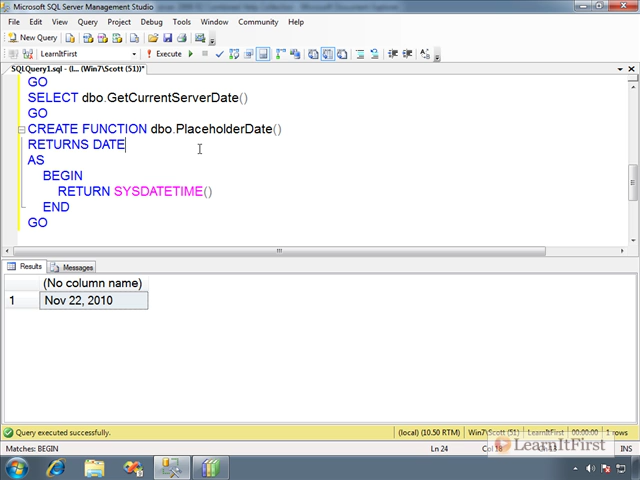 Microsoft SQL Server Management Studio
File Edit View Query Project Debug Tools Window Community Help
New Query
LearnItFirst Execute
SQLQuery1.sql - (l... (Win7\Scott (51))*
GO
SELECT dbo.GetCurrentServerDate()
GO
CREATE FUNCTION dbo.PlaceholderDate()
RETURNS DATE
AS
BEGIN
RETURN SYSDATETIME()
END
GO
Results Messages
(No column name)
1 Nov 22, 2010
Query executed successfully. (local) (10.50 RTM) Win7\Scott (51) LearnItFirst 00:00:00 1 rows
LearnItFirst
Matches: BEGIN Ln 24 Col 18 Ch 13 INS